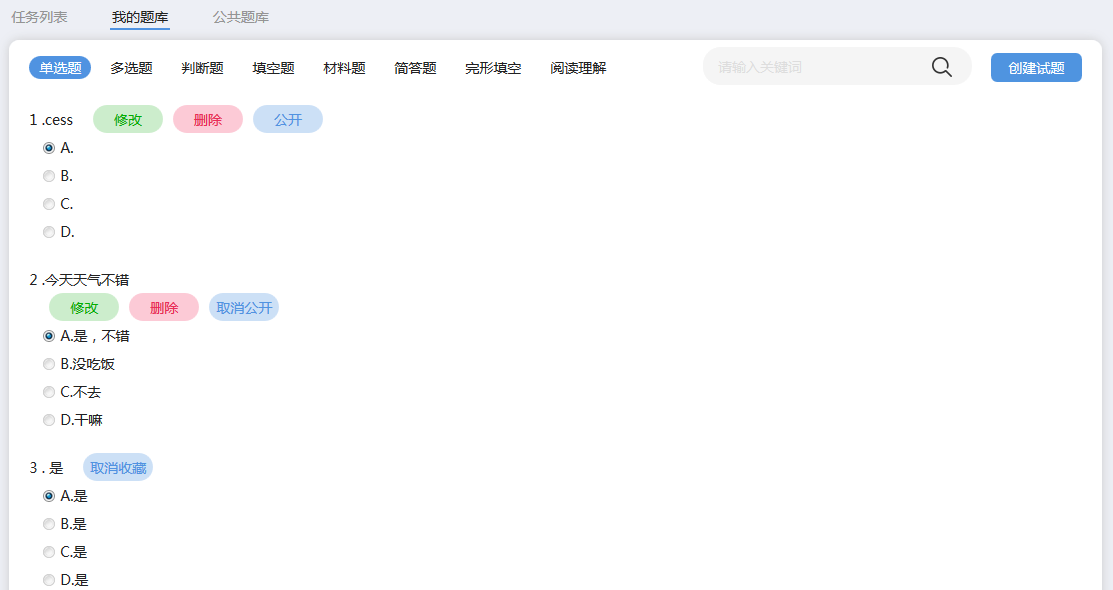 任务列表 我的题库 公共题库
单选题 多选题 判断题 填空题 材料题 简答题 完形填空 阅读理解 请输入关键词 创建试题
1 .cess 修改 删除 公开
A.
B.
C.
D.
2 .今天天气不错
修改 删除 取消公开
A.是，不错
B.没吃饭
C.不去
D.干嘛
3 . 是 取消收藏
A.是
B.是
C.是
D.是